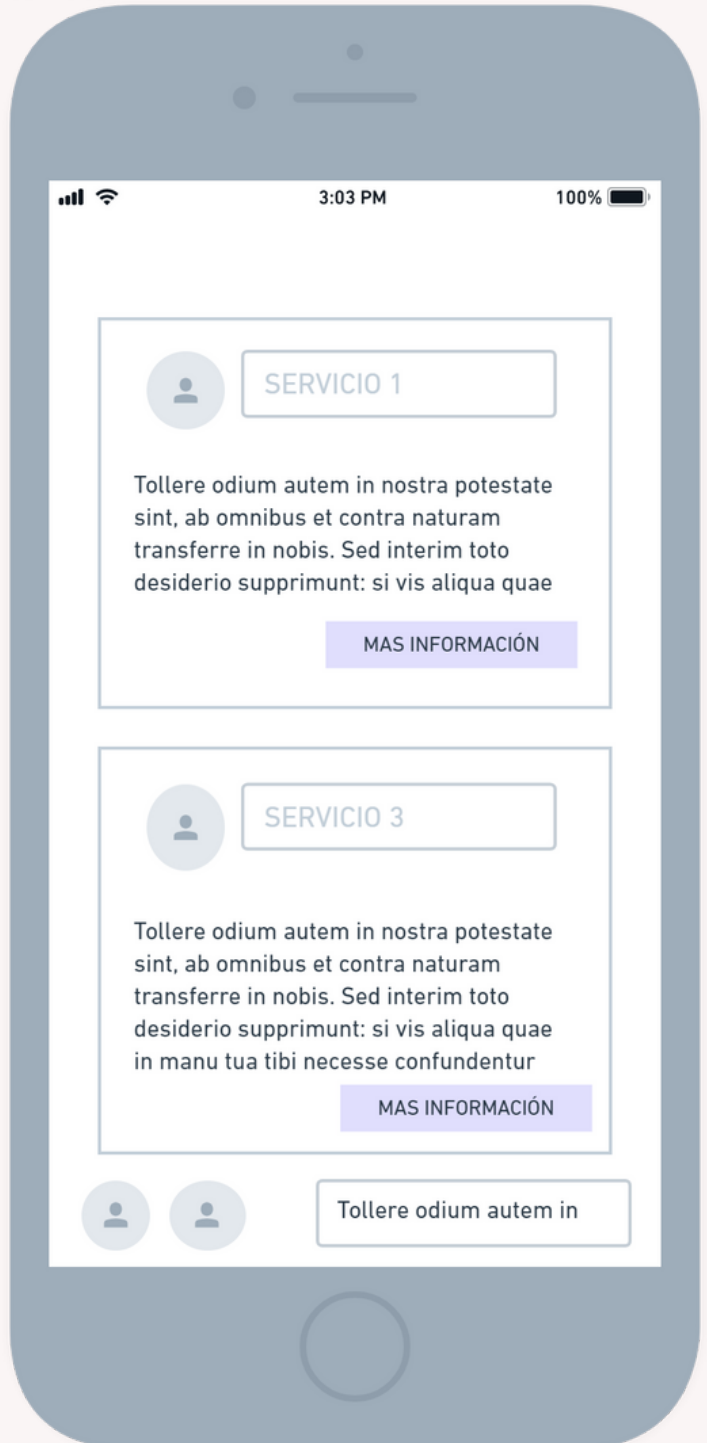 3:03 PM 100%
SERVICIO 1
Tollere odium autem in nostra potestate
sint, ab omnibus et contra naturam
transferre in nobis. Sed interim toto
desiderio supprimunt: si vis aliqua quae
MAS INFORMACIÓN
SERVICIO 3
Tollere odium autem in nostra potestate
sint, ab omnibus et contra naturam
transferre in nobis. Sed interim toto
desiderio supprimunt: si vis aliqua quae
in manu tua tibi necesse confundentur
MAS INFORMACIÓN
Tollere odium autem in